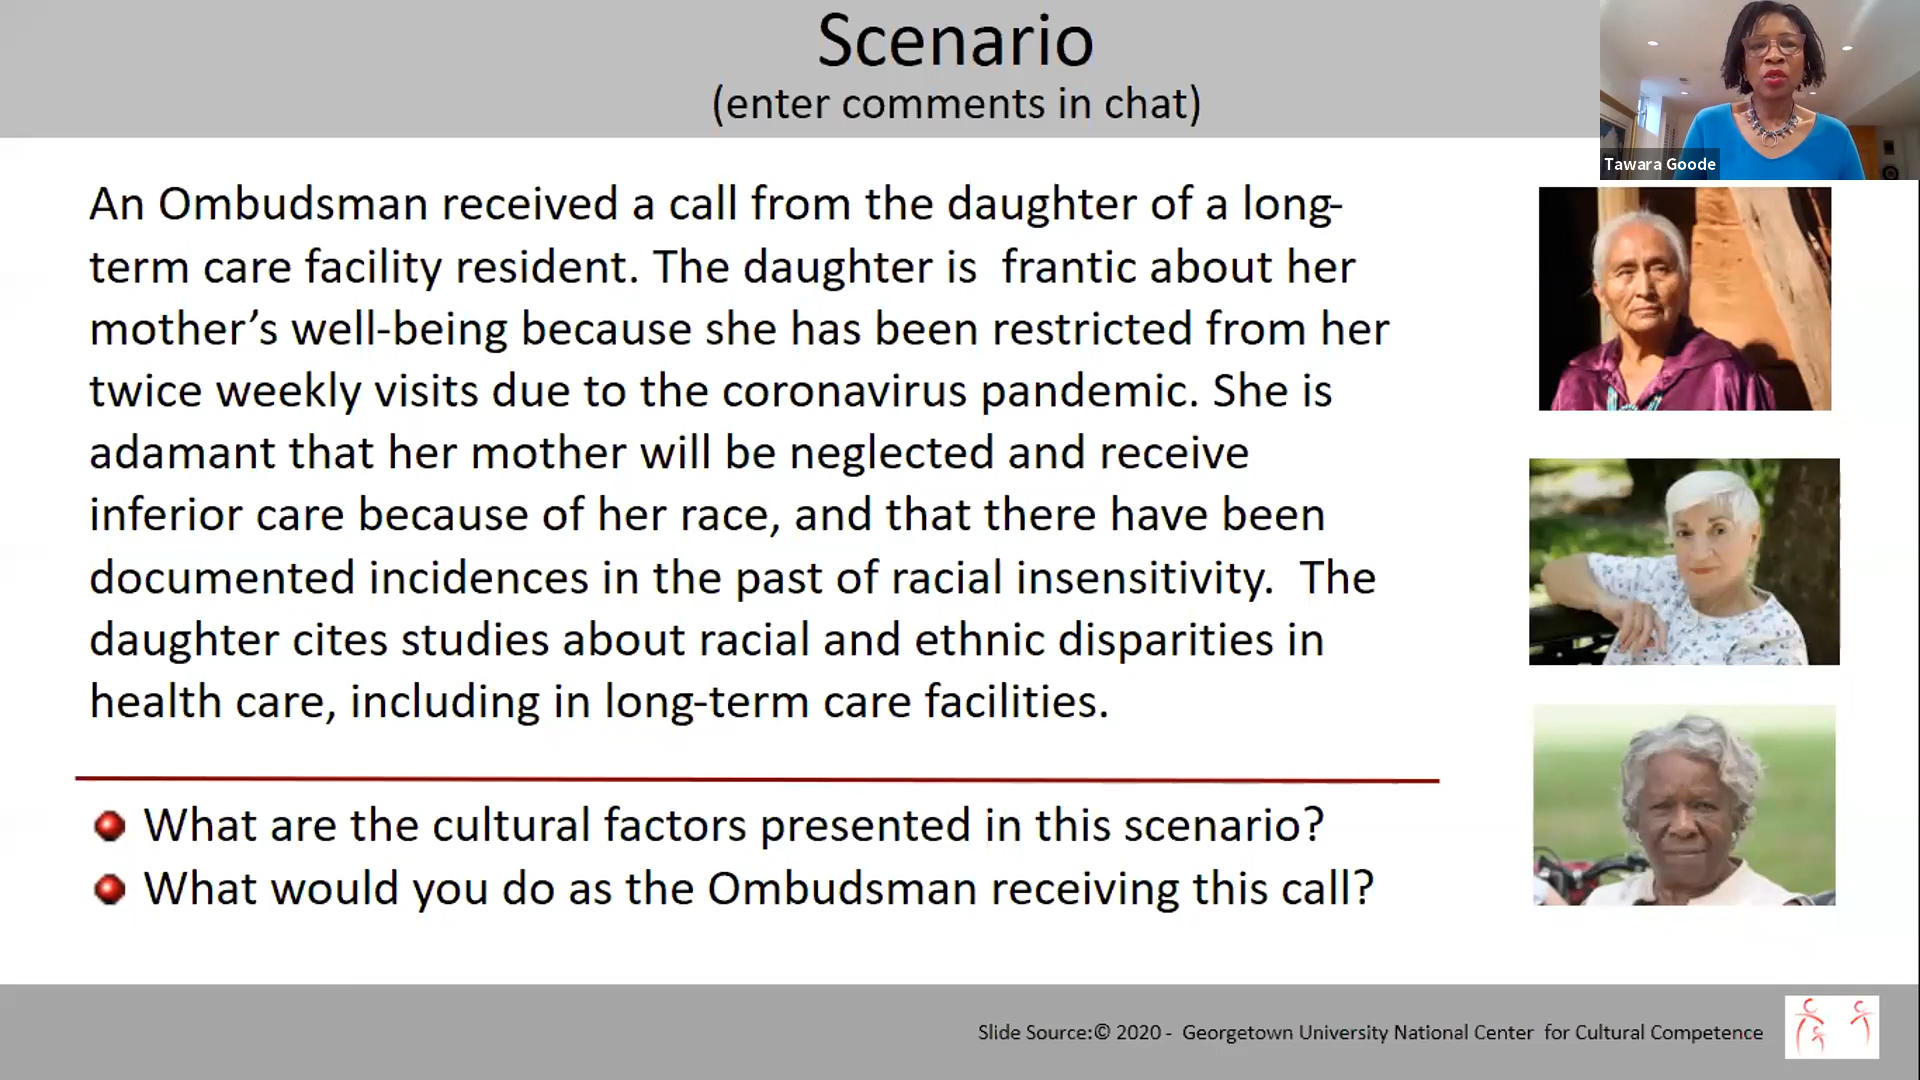 Scenario
(enter comments in chat)
Tawara Goode
An Ombudsman received a call from the daughter of a long-
term care facility resident. The daughter is  frantic about her
mother’s well-being because she has been restricted from her
twice weekly visits due to the coronavirus pandemic. She is
adamant that her mother will be neglected and receive
inferior care because of her race, and that there have been
documented incidences in the past of racial insensitivity.  The
daughter cites studies about racial and ethnic disparities in
health care, including in long-term care facilities.
What are the cultural factors presented in this scenario?
What would you do as the Ombudsman receiving this call?
Slide Source:© 2020 -  Georgetown University National Center  for Cultural Competence